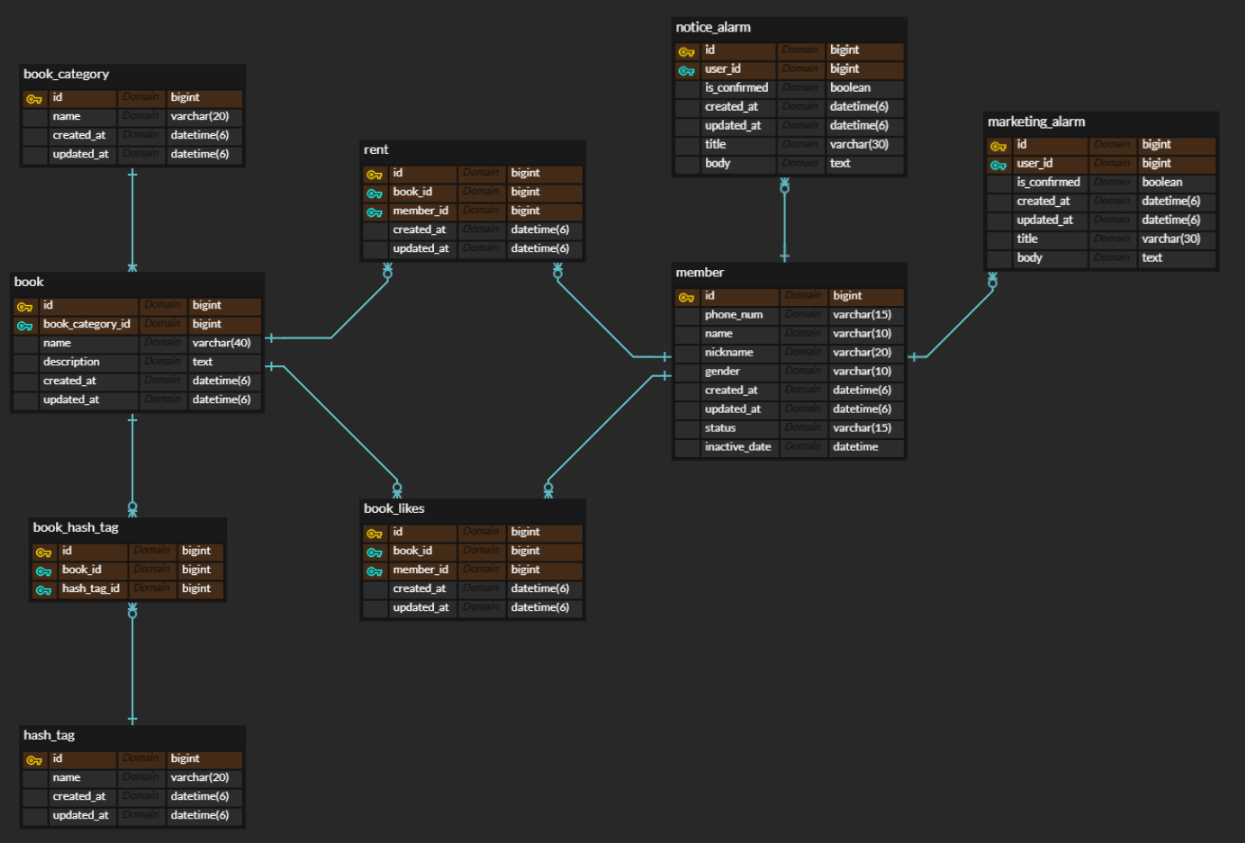 book_category
id Domain bigint
name Domain varchar(20)
created_at Domain datetime(6)
updated_at Domain datetime(6)
book
id Domain bigint
book_category_id Domain bigint
name Domain varchar(40)
description Domain text
created_at Domain datetime(6)
updated_at Domain datetime(6)
book_hash_tag
id Domain bigint
book_id Domain bigint
hash_tag_id Domain bigint
hash_tag
id Domain bigint
name Domain varchar(20)
created_at Domain datetime(6)
updated_at Domain datetime(6)
rent
id Domain bigint
book_id Domain bigint
member_id Domain bigint
created_at Domain datetime(6)
updated_at Domain datetime(6)
book_likes
id Domain bigint
book_id Domain bigint
member_id Domain bigint
created_at Domain datetime(6)
updated_at Domain datetime(6)
notice_alarm
id Domain bigint
user_id Domain bigint
is_confirmed Domain boolean
created_at Domain datetime(6)
updated_at Domain datetime(6)
title Domain varchar(30)
body Domain text
member
id Domain bigint
phone_num Domain varchar(15)
name Domain varchar(10)
nickname Domain varchar(20)
gender Domain varchar(10)
created_at Domain datetime(6)
updated_at Domain datetime(6)
status Domain varchar(15)
inactive_date Domain datetime
marketing_alarm
id Domain bigint
user_id Domain bigint
is_confirmed Domain boolean
created_at Domain datetime(6)
updated_at Domain datetime(6)
title Domain varchar(30)
body Domain text